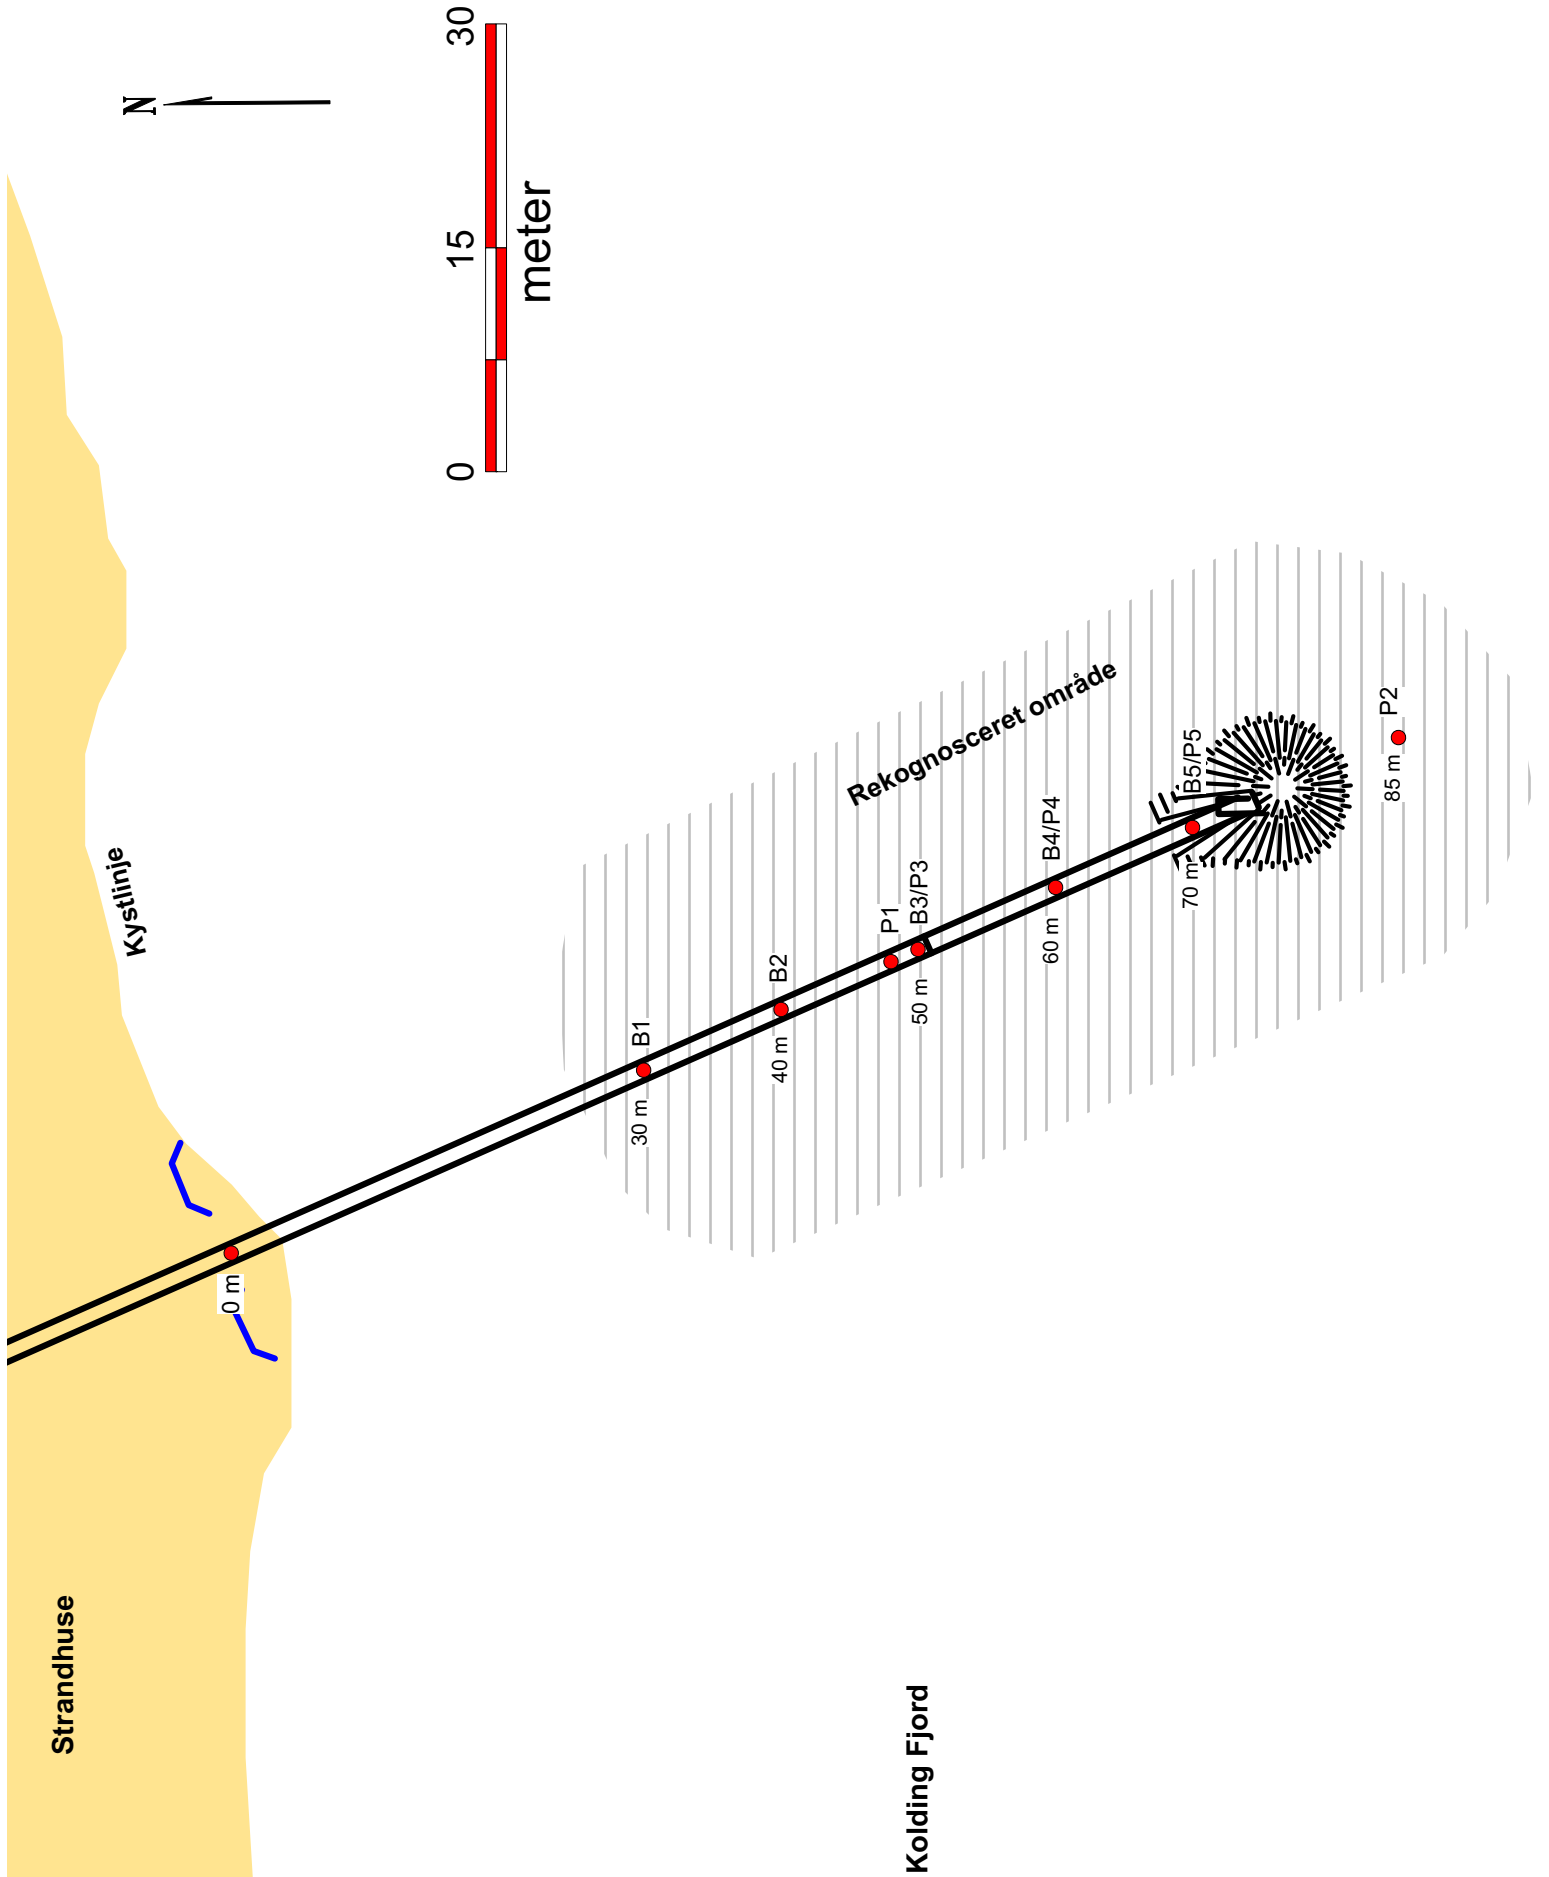 N
0 15 30
meter
Strandhuse
Kystlinje
0 m
30 m
B1
40 m
B2
P1
50 m
B3/P3
Rekognosceret område
60 m
B4/P4
70 m
B5/P5
85 m
P2
Kolding Fjord